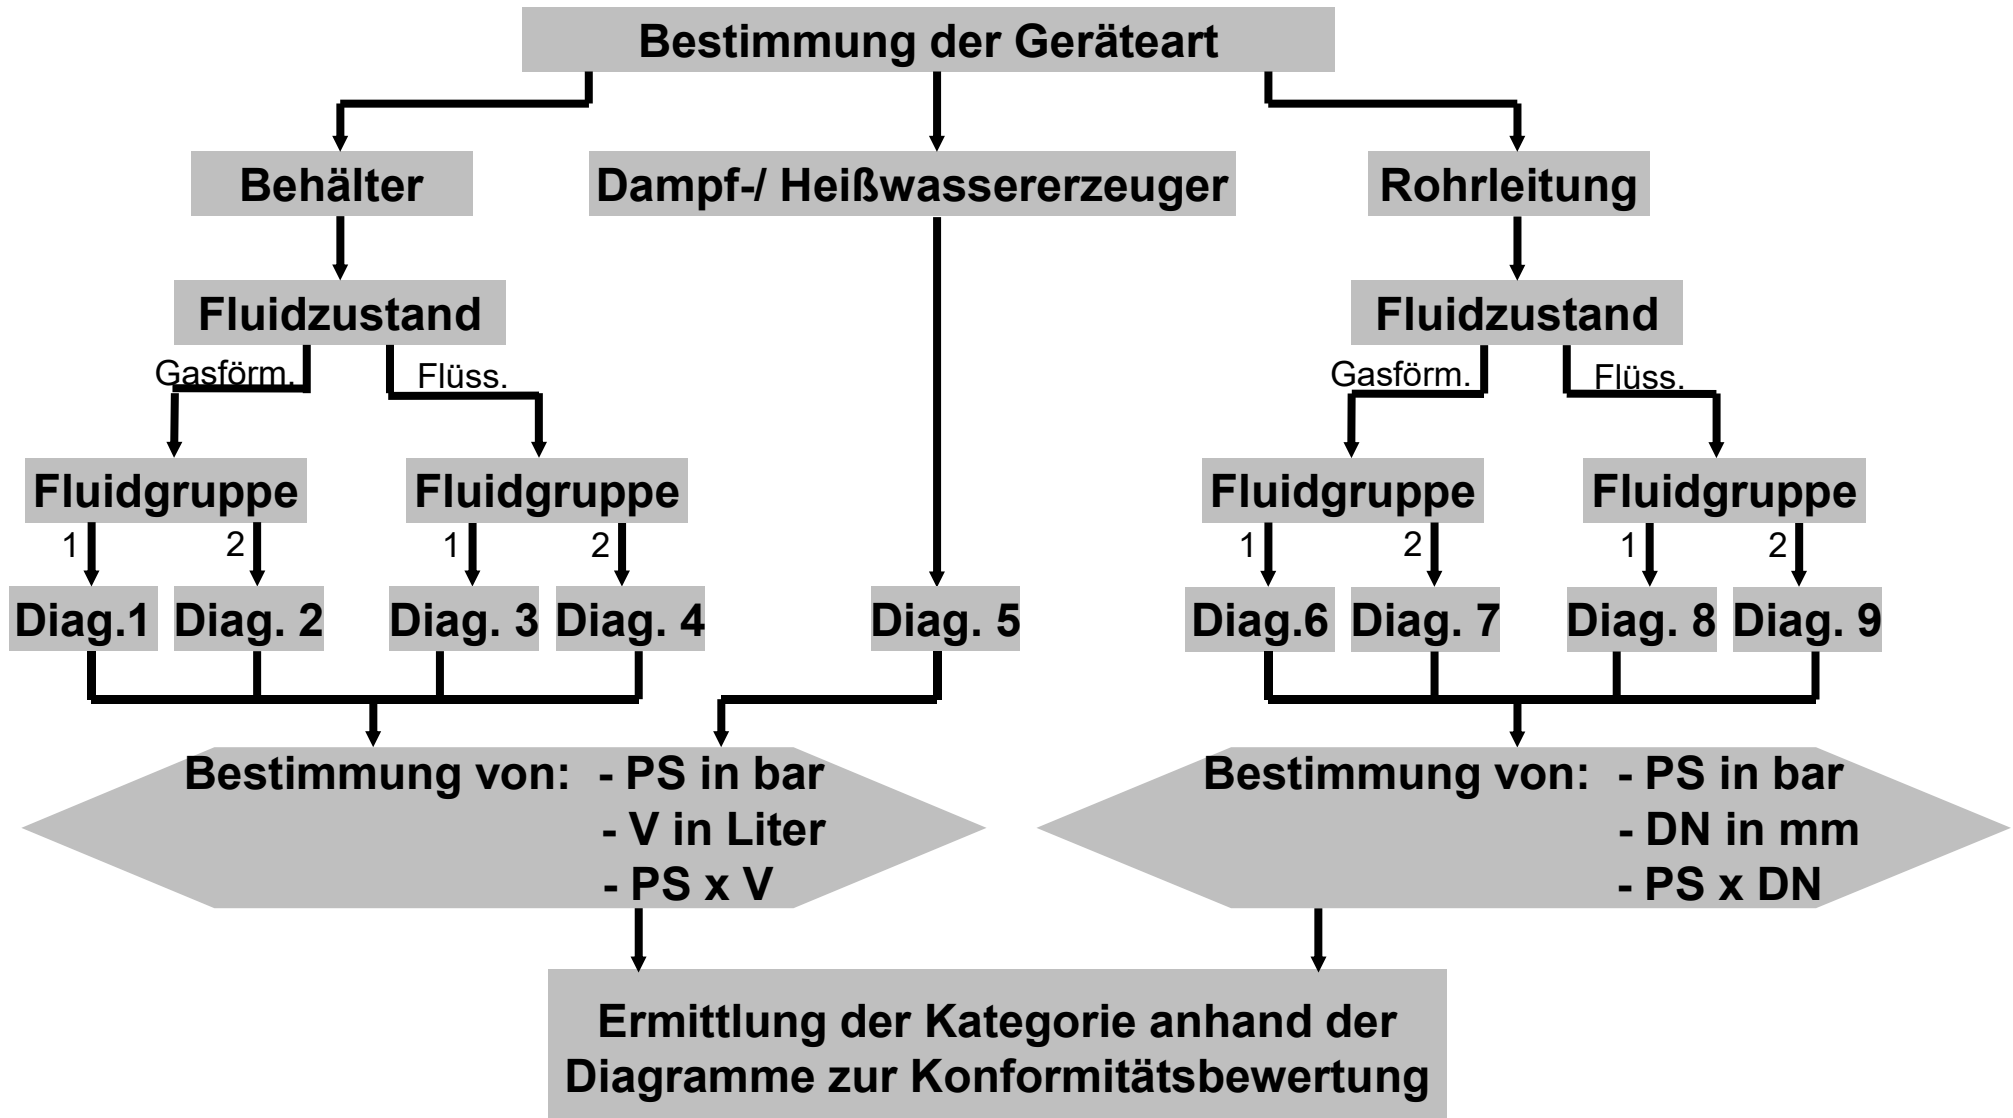 Bestimmung der Geräteart
Behälter
Dampf-/ Heißwassererzeuger
Rohrleitung
Fluidzustand
Fluidzustand
Gasförm.
Flüss.
Gasförm.
Flüss.
Fluidgruppe
Fluidgruppe
Fluidgruppe
Fluidgruppe
1
2
1
2
1
2
1
2
Diag.1
Diag. 2
Diag. 3
Diag. 4
Diag. 5
Diag.6
Diag. 7
Diag. 8
Diag. 9
Bestimmung von: - PS in bar
- V in Liter
- PS x V
Bestimmung von: - PS in bar
- DN in mm
- PS x DN
Ermittlung der Kategorie anhand der
Diagramme zur Konformitätsbewertung